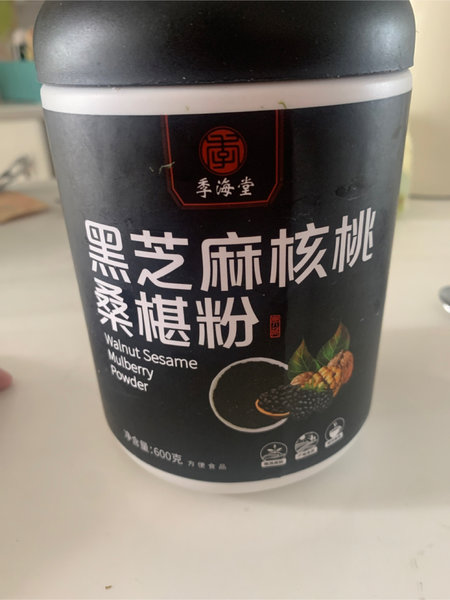 季
季海堂
黑芝麻核桃
桑椹粉
Walnut Sesame
Mulberry
Powder
净含量:600克 方便食品